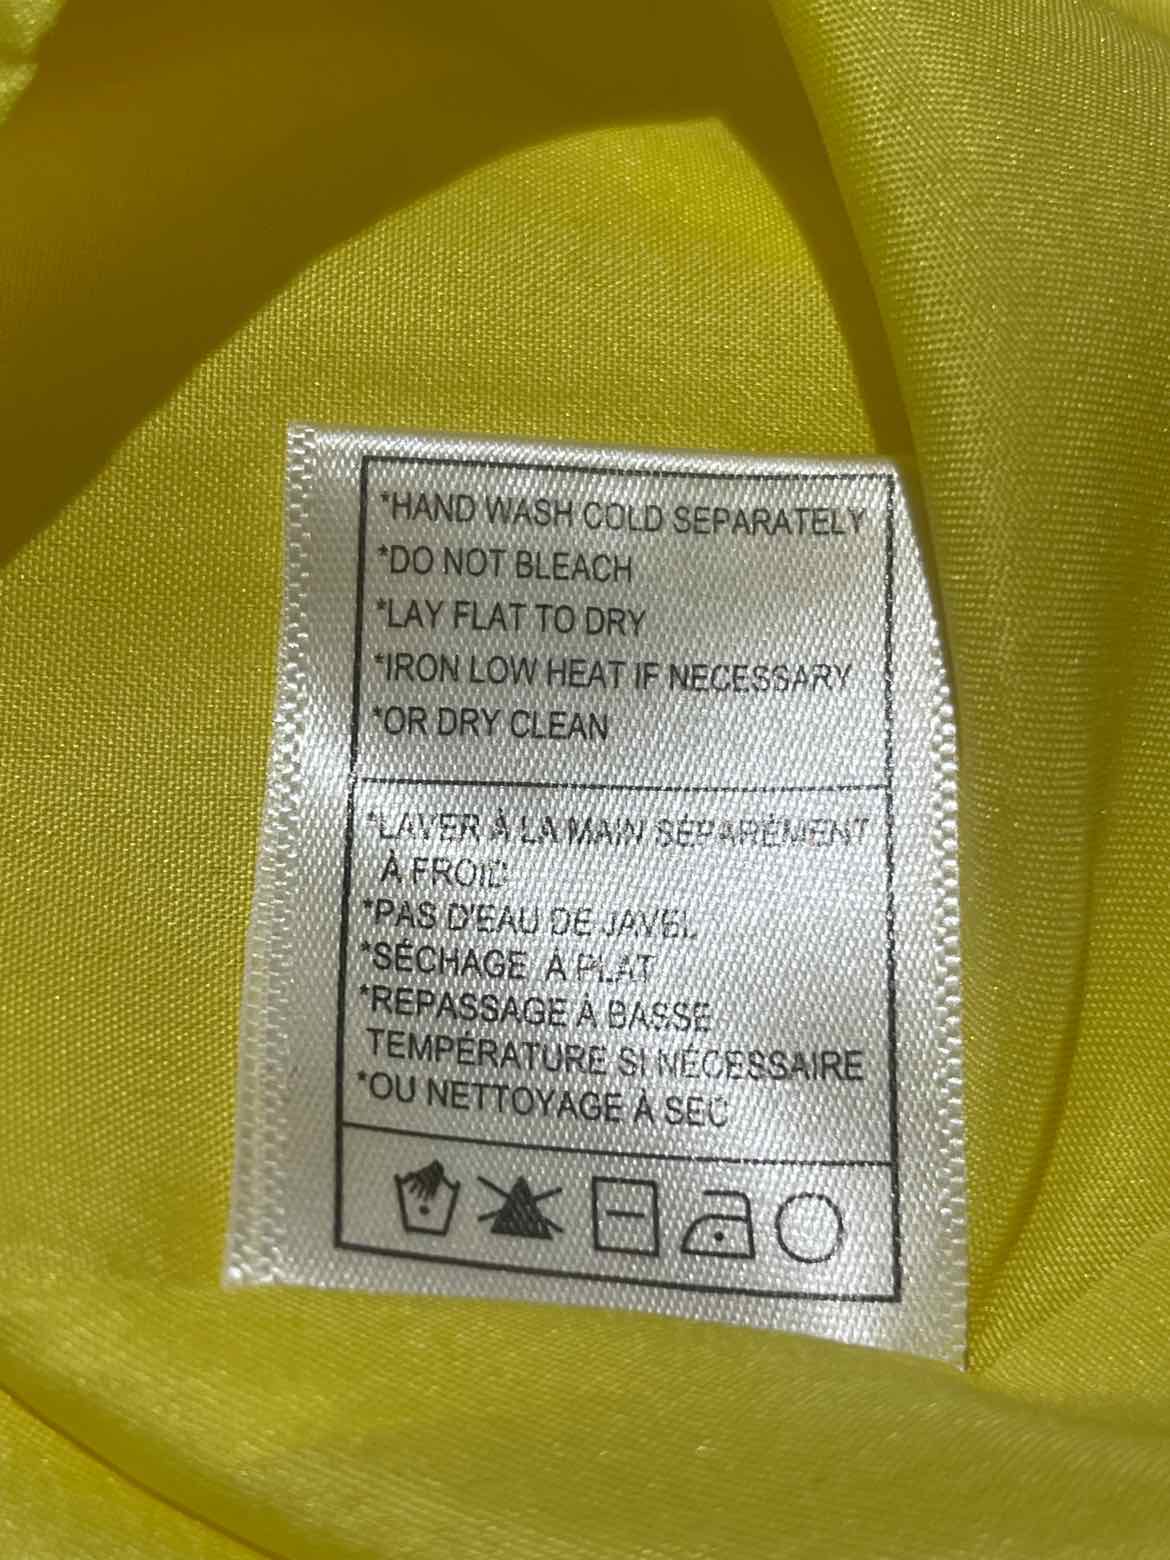 *HAND WASH COLD SEPARATELY
*DO NOT BLEACH
*LAY FLAT TO DRY
*IRON LOW HEAT IF NECESSARY
*OR DRY CLEAN
*LAVER À LA MAIN SÉPARÉMENT
À FROID
*PAS D'EAU DE JAVEL
*SÉCHAGE À PLAT
*REPASSAGE À BASSE
TEMPÉRATURE SI NÉCESSAIRE
*OU NETTOYAGE À SEC